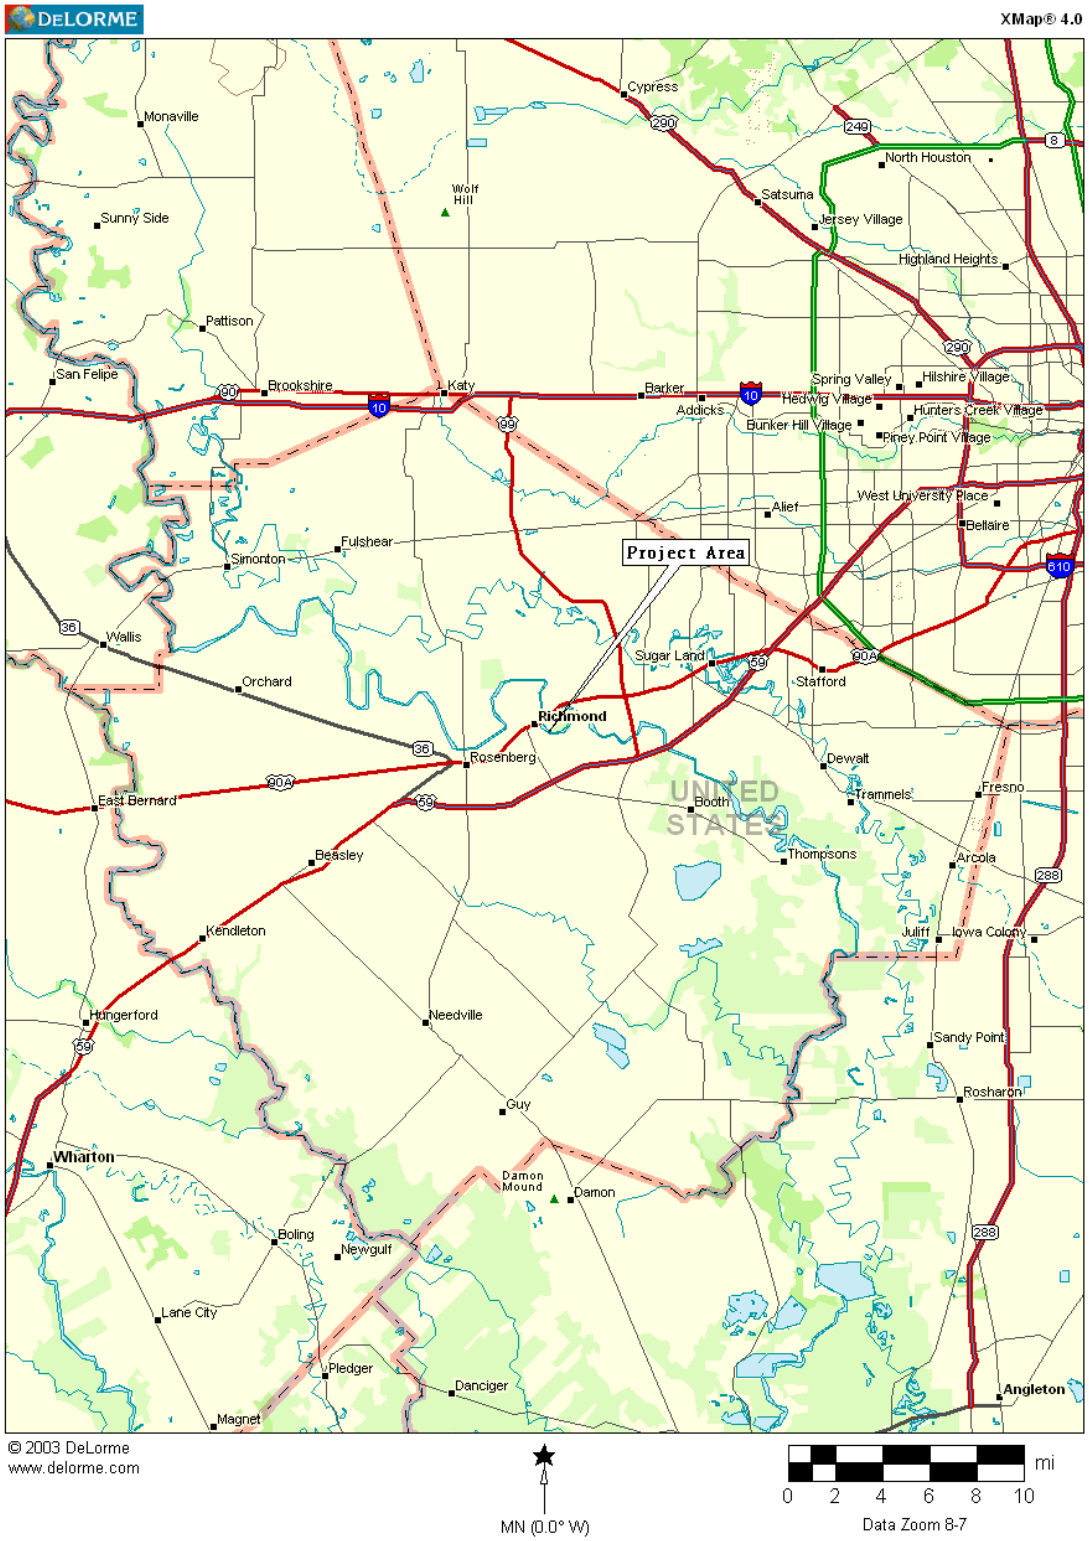 DELORME
XMap® 4.0
Cypress
Monaville
290
249
8
North Houston
Wolf
Hill
Satsuma
Sunny Side
Jersey Village
Highland Heights
Pattison
290
San Felipe
90
Brookshire
Katy
Barker
Spring Valley
Hilshire Village
10
Addicks
10
Hedwig Village
99
Bunker Hill Village
Hunters Creek Village
Piney Point Village
West University Place
Alief
Bellaire
Fulshear
Project Area
Simonton
610
36
Wallis
Sugar Land
59
90A
Stafford
Orchard
Richmond
36
Rosenberg
Dewalt
90A
UNITED
STATES
Fresno
East Bernard
59
Booth
Trammels
Beasley
Thompsons
Arcola
288
Kendleton
Juliff
Iowa Colony
Hungerford
Needville
59
Sandy Point
Rosharon
Guy
Wharton
Damon
Mound
Damon
Boling
288
Newgulf
Lane City
Pledger
Danciger
Angleton
Magnet
© 2003 DeLorme
www.delorme.com
MN (0.0° W)
mi
0 2 4 6 8 10
Data Zoom 8-7